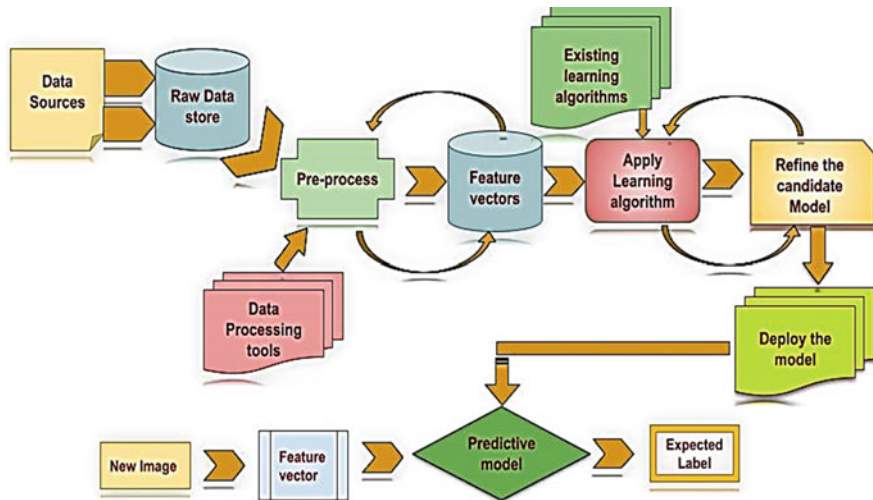 Data
Sources
Raw Data
store
Pre-process
Data
Processing
tools
Feature
vectors
Existing
learning
algorithms
Apply
Learning
algorithm
Refine the
candidate
Model
Deploy the
model
New Image
Feature
vector
Predictive
model
Expected
Label